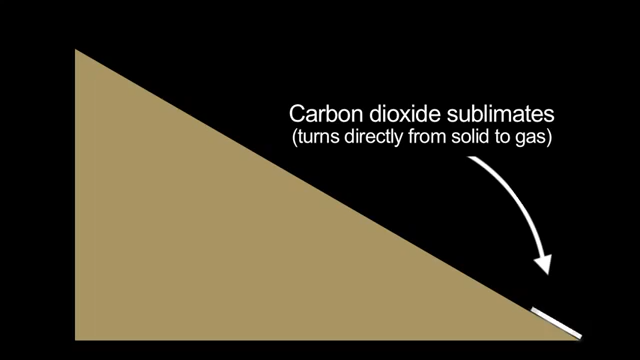 Carbon dioxide sublimates
(turns directly from solid to gas)